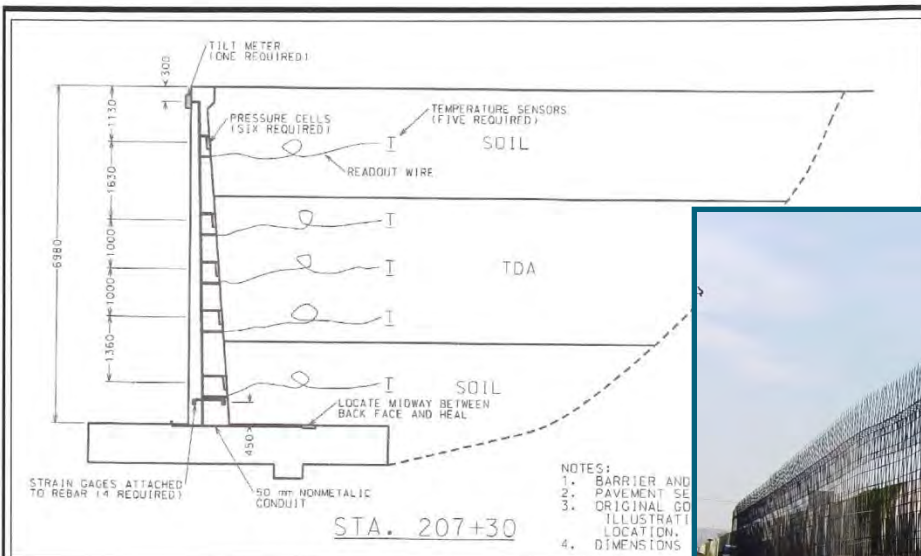 TILT METER
(ONE REQUIRED)
300
1130
PRESSURE CELLS
(SIX REQUIRED)
TEMPERATURE SENSORS
(FIVE REQUIRED)
SOIL
READOUT WIRE
1630
6980
1000
TDA
1000
1360
SOIL
LOCATE MIDWAY BETWEEN
BACK FACE AND HEAL
450
STRAIN GAGES ATTACHED
TO REBAR (4 REQUIRED)
50 mm NONMETALIC
CONDUIT
STA. 207+30
NOTES:
1. BARRIER AND
2. PAVEMENT SE
3. ORIGINAL GO
ILLUSTRATI
LOCATION.
4. DIMENSIONS